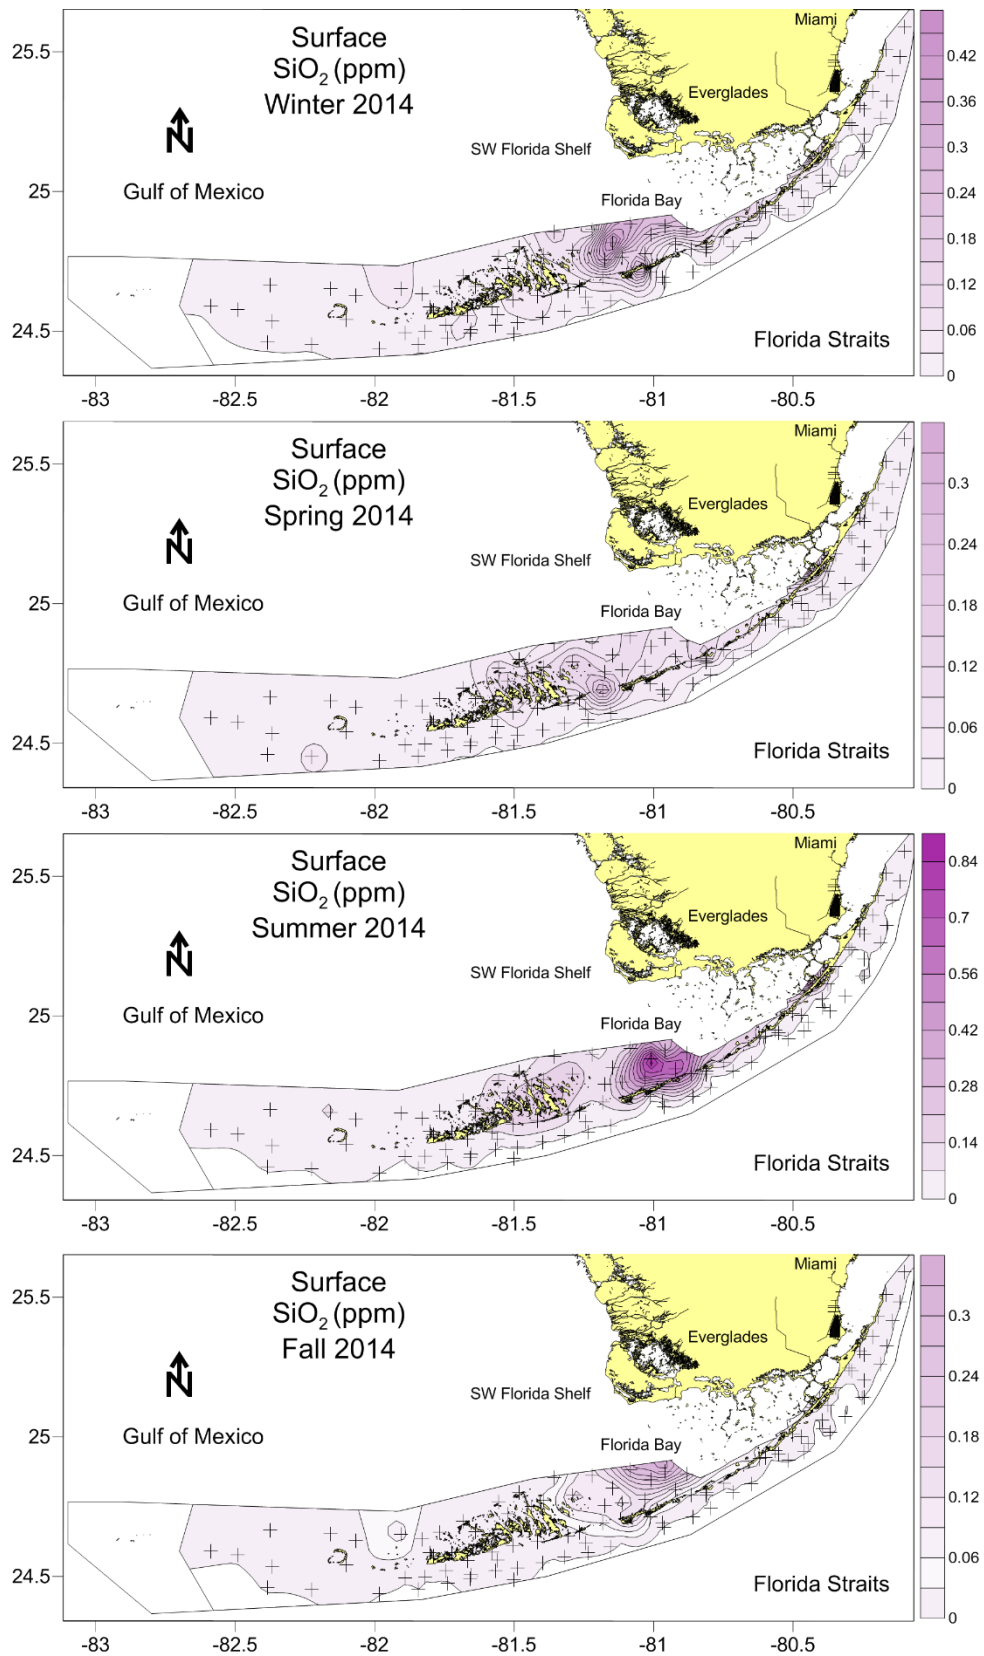 Surface
SiO₂ (ppm)
Winter 2014
N
Gulf of Mexico
Miami
Everglades
SW Florida Shelf
Florida Bay
Florida Straits
25.5
25
24.5
-83 -82.5 -82 -81.5 -81 -80.5
0.42
0.36
0.3
0.24
0.18
0.12
0.06
0
Surface
SiO₂ (ppm)
Spring 2014
N
Gulf of Mexico
Miami
Everglades
SW Florida Shelf
Florida Bay
Florida Straits
25.5
25
24.5
-83 -82.5 -82 -81.5 -81 -80.5
0.3
0.24
0.18
0.12
0.06
0
Surface
SiO₂ (ppm)
Summer 2014
N
Gulf of Mexico
Miami
Everglades
SW Florida Shelf
Florida Bay
Florida Straits
25.5
25
24.5
-83 -82.5 -82 -81.5 -81 -80.5
0.84
0.7
0.56
0.42
0.28
0.14
0
Surface
SiO₂ (ppm)
Fall 2014
N
Gulf of Mexico
Miami
Everglades
SW Florida Shelf
Florida Bay
Florida Straits
25.5
25
24.5
-83 -82.5 -82 -81.5 -81 -80.5
0.3
0.24
0.18
0.12
0.06
0